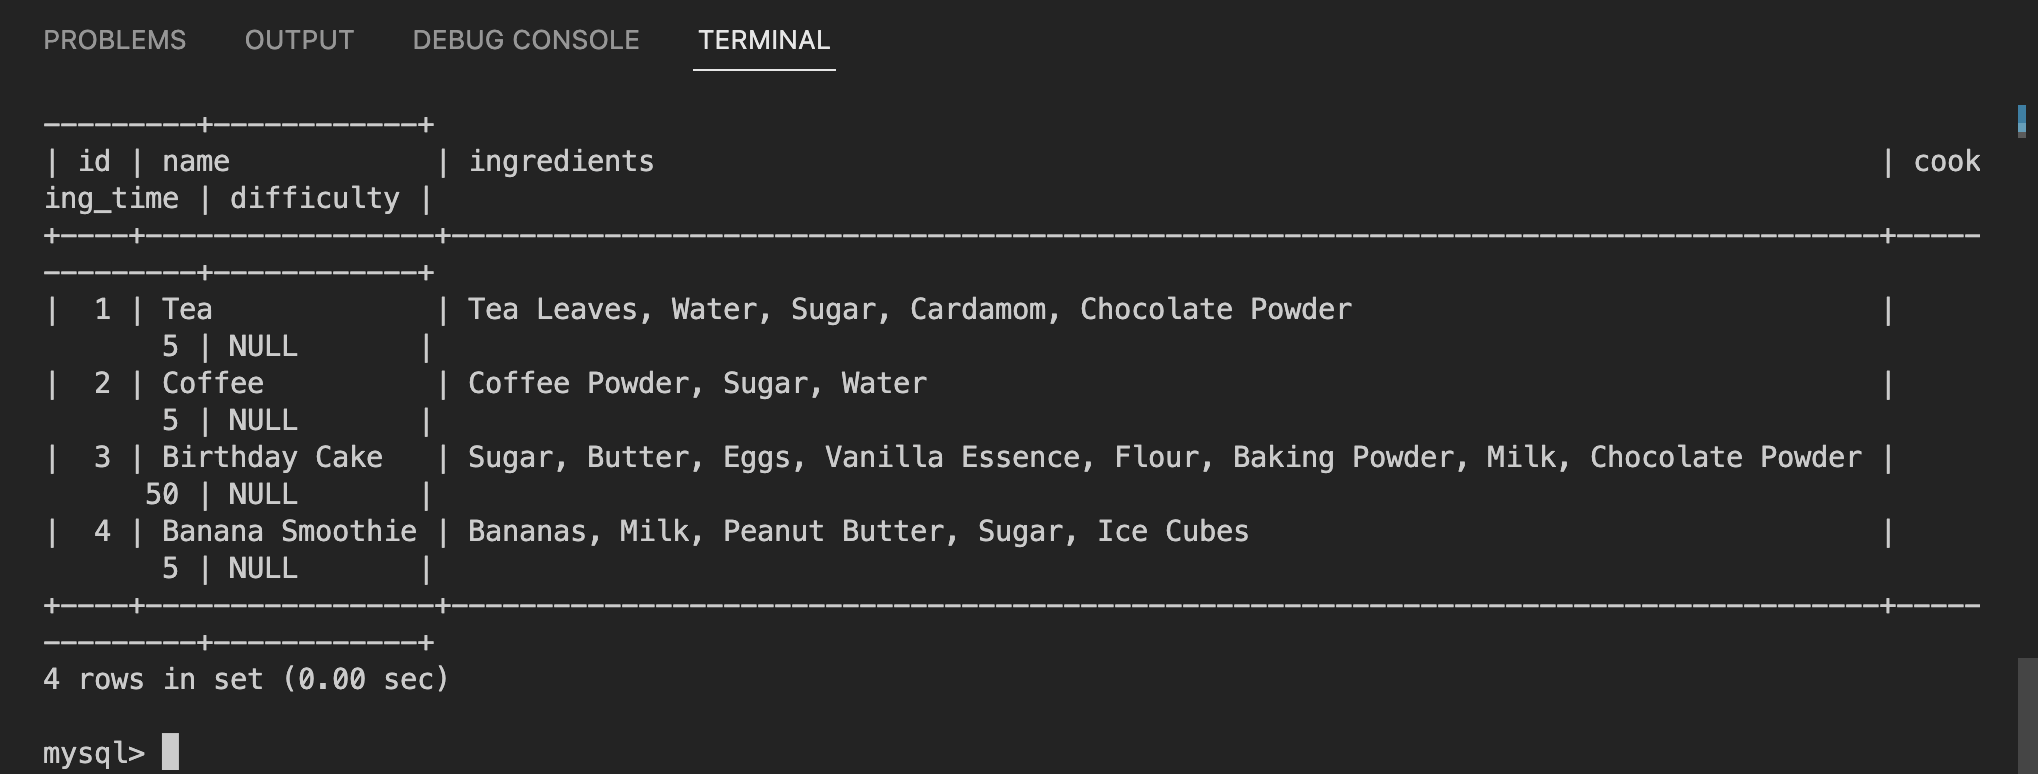 PROBLEMS OUTPUT DEBUG CONSOLE TERMINAL
---------+------------+
| id | name            | ingredients                                                                        | cook
ing_time | difficulty |
+----+-----------------+------------------------------------------------------------------------------------+-----
---------+------------+
|  1 | Tea             | Tea Leaves, Water, Sugar, Cardamom, Chocolate Powder                               |
       5 | NULL       |
|  2 | Coffee          | Coffee Powder, Sugar, Water                                                        |
       5 | NULL       |
|  3 | Birthday Cake   | Sugar, Butter, Eggs, Vanilla Essence, Flour, Baking Powder, Milk, Chocolate Powder |
      50 | NULL       |
|  4 | Banana Smoothie | Bananas, Milk, Peanut Butter, Sugar, Ice Cubes                                     |
       5 | NULL       |
+----+-----------------+------------------------------------------------------------------------------------+-----
---------+------------+
4 rows in set (0.00 sec)
mysql>